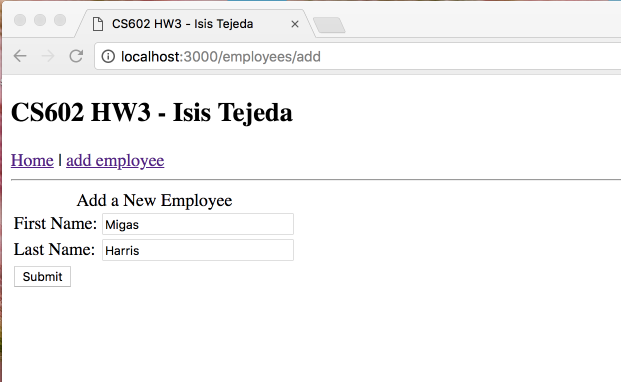 CS602 HW3 - Isis Tejeda
localhost:3000/employees/add
CS602 HW3 - Isis Tejeda
Home | add employee
Add a New Employee
First Name: Migas
Last Name: Harris
Submit